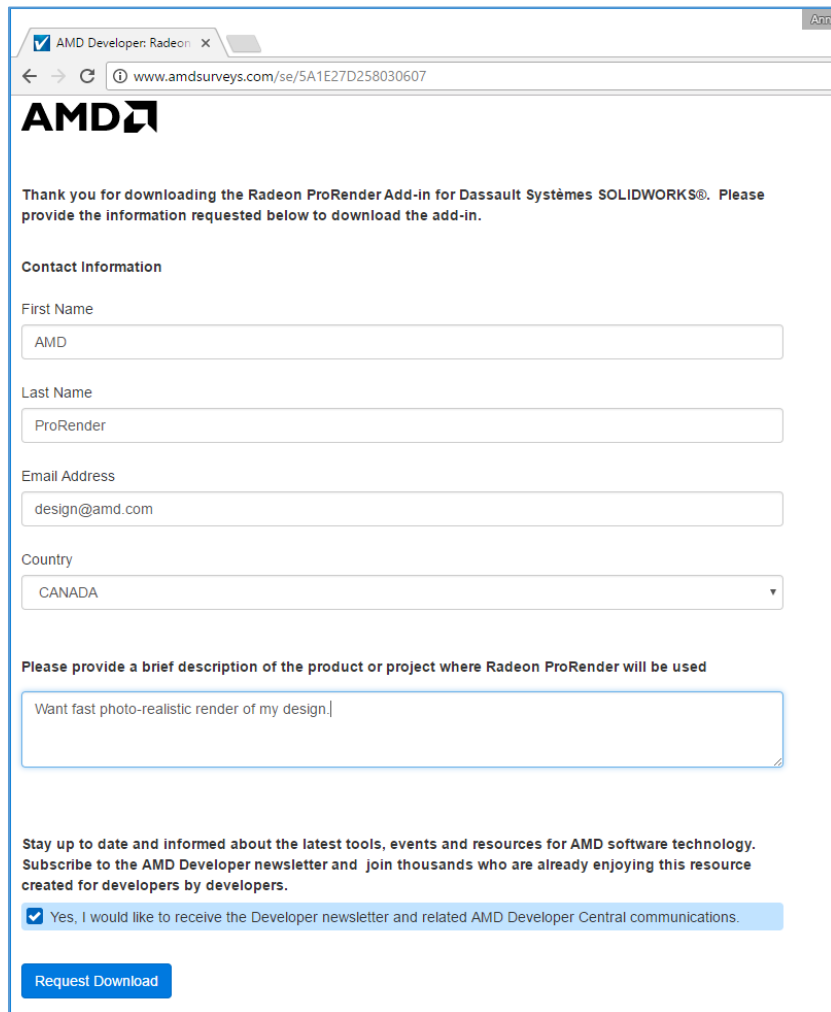 Ann
AMD Developer: Radeon
www.amdsurveys.com/se/5A1E27D258030607
AMD
Thank you for downloading the Radeon ProRender Add-in for Dassault Systèmes SOLIDWORKS®. Please
provide the information requested below to download the add-in.
Contact Information
First Name
AMD
Last Name
ProRender
Email Address
design@amd.com
Country
CANADA
Please provide a brief description of the product or project where Radeon ProRender will be used
Want fast photo-realistic render of my design.
Stay up to date and informed about the latest tools, events and resources for AMD software technology.
Subscribe to the AMD Developer newsletter and join thousands who are already enjoying this resource
created for developers by developers.
Yes, I would like to receive the Developer newsletter and related AMD Developer Central communications.
Request Download